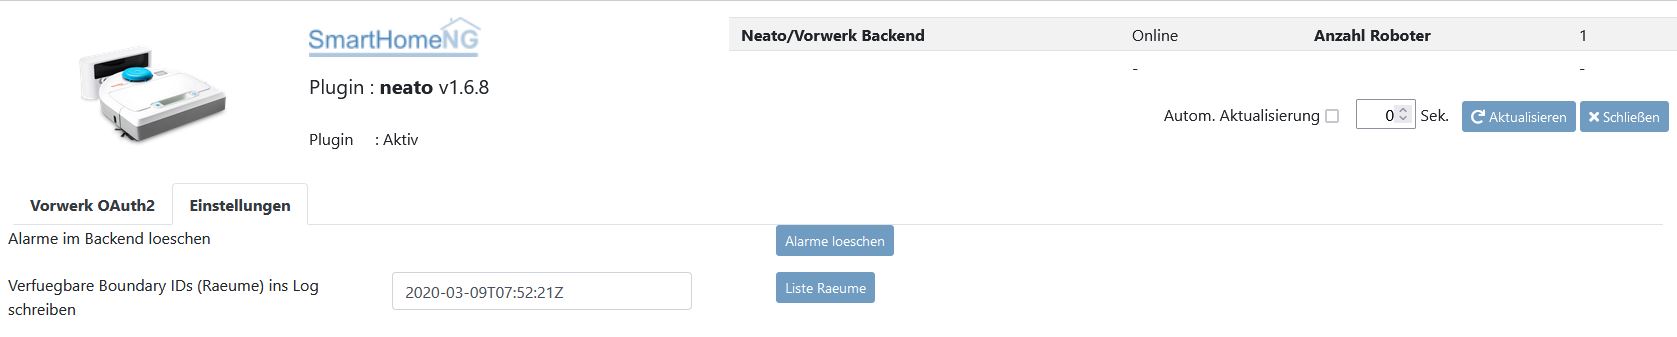 SmartHomeNG
Neato/Vorwerk Backend Online Anzahl Roboter 1
- -
Plugin : neato v1.6.8
Autom. Aktualisierung 0 Sek. Aktualisieren Schließen
Plugin : Aktiv
Vorwerk OAuth2 Einstellungen
Alarme im Backend loeschen Alarme loeschen
Verfuegbare Boundary IDs (Raeume) ins Log 2020-03-09T07:52:21Z Liste Raeume
schreiben